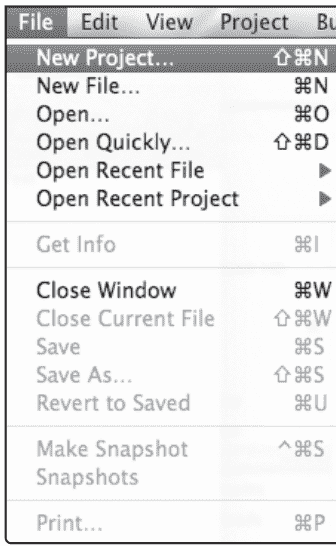 File Edit View Project Bu
New Project... ⇧⌘N
New File... ⌘N
Open... ⌘O
Open Quickly... ⇧⌘D
Open Recent File ▶
Open Recent Project ▶
Get Info ⌘I
Close Window ⌘W
Close Current File ⇧⌘W
Save ⌘S
Save As... ⇧⌘S
Revert to Saved ⌘U
Make Snapshot ^⌘S
Snapshots
Print... ⌘P